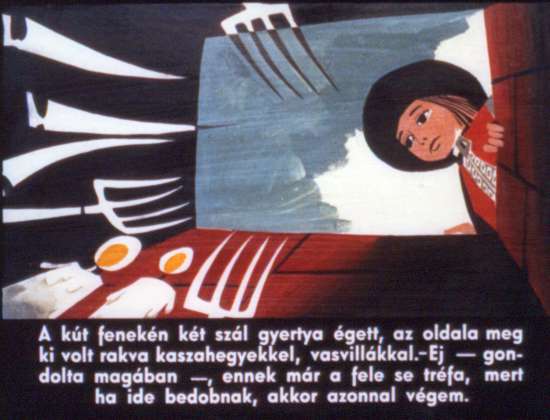 A kút fenekén két szál gyertya égett, az oldala meg
ki volt rakva kaszahegyekkel, vasvillákkal.-Ej — gon-
dolta magában —, ennek már a fele se tréfa, mert
ha ide bedobnak, akkor azonnal végem.